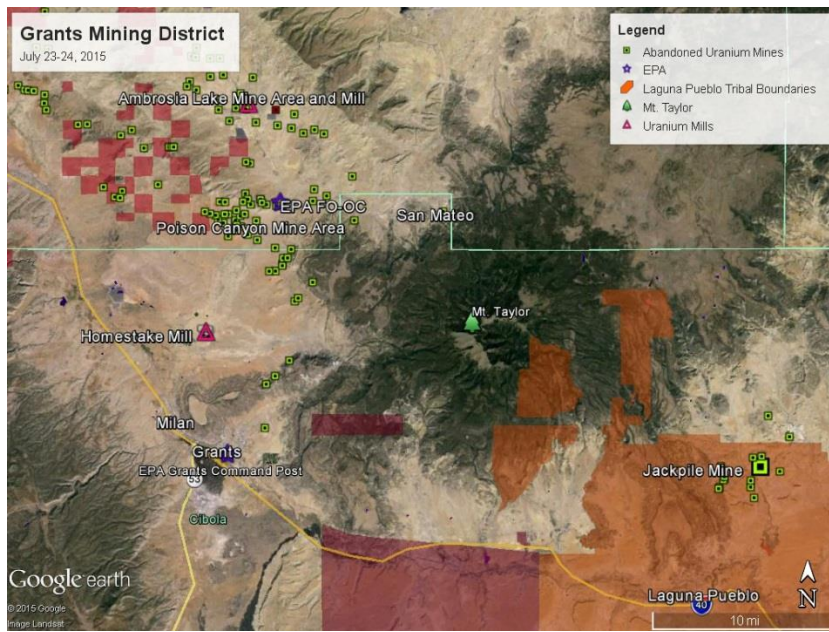 Grants Mining District
July 23-24, 2015
Legend
Abandoned Uranium Mines
EPA
Laguna Pueblo Tribal Boundaries
Mt. Taylor
Uranium Mills
Ambrosia Lake Mine Area and Mill
EPA FO-OC
San Mateo
Poison Canyon Mine Area
Mt. Taylor
Homestake Mill
Milan
Grants
EPA Grants Command Post
53
Jackpile Mine
Cibola
Google earth
N
© 2015 Google
Image Landsat
Laguna Pueblo
40
10 mi